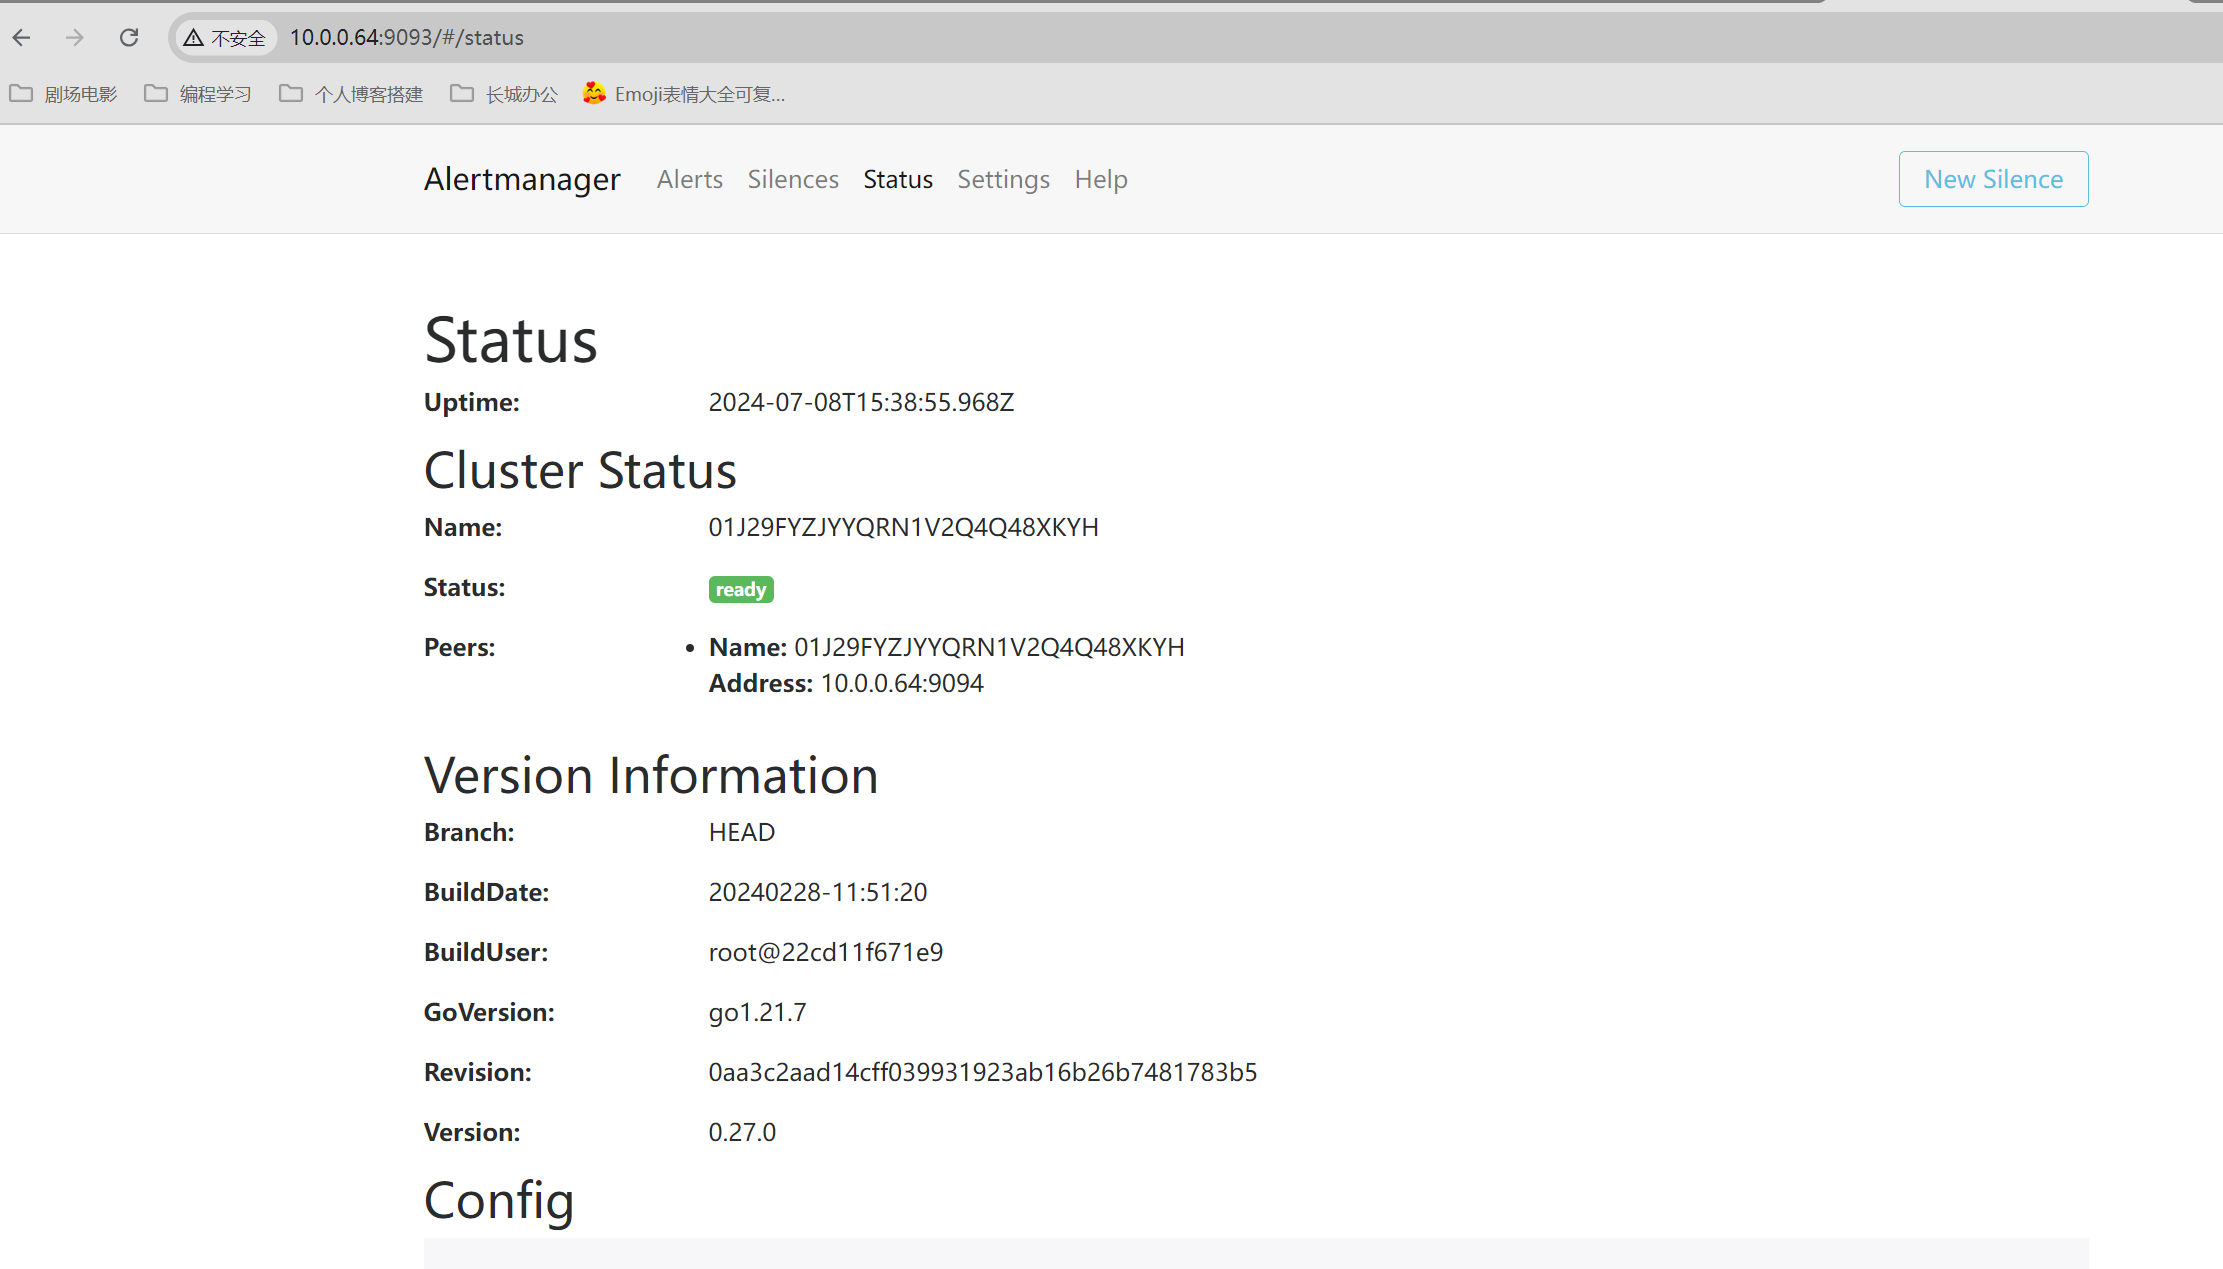 不安全 10.0.0.64:9093/#/status
剧场电影 编程学习 个人博客搭建 长城办公 Emoji表情大全可复...
Alertmanager Alerts Silences Status Settings Help New Silence
Status
Uptime: 2024-07-08T15:38:55.968Z
Cluster Status
Name: 01J29FYZJYYQRN1V2Q4Q48XKYH
Status: ready
Peers: • Name: 01J29FYZJYYQRN1V2Q4Q48XKYH
Address: 10.0.0.64:9094
Version Information
Branch: HEAD
BuildDate: 20240228-11:51:20
BuildUser: root@22cd11f671e9
GoVersion: go1.21.7
Revision: 0aa3c2aad14cff039931923ab16b26b7481783b5
Version: 0.27.0
Config